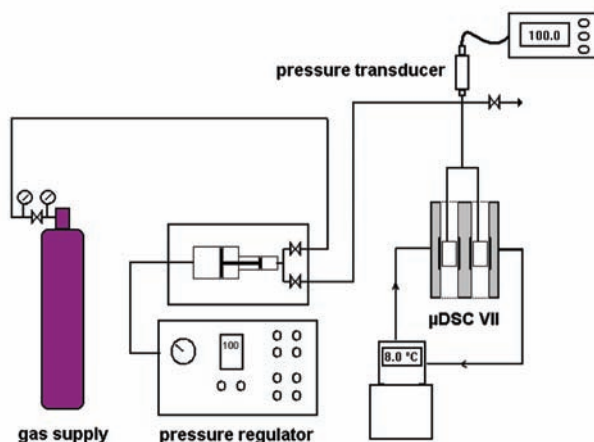 100.0
pressure transducer
µDSC VII
100
8.0 °C
gas supply
pressure regulator